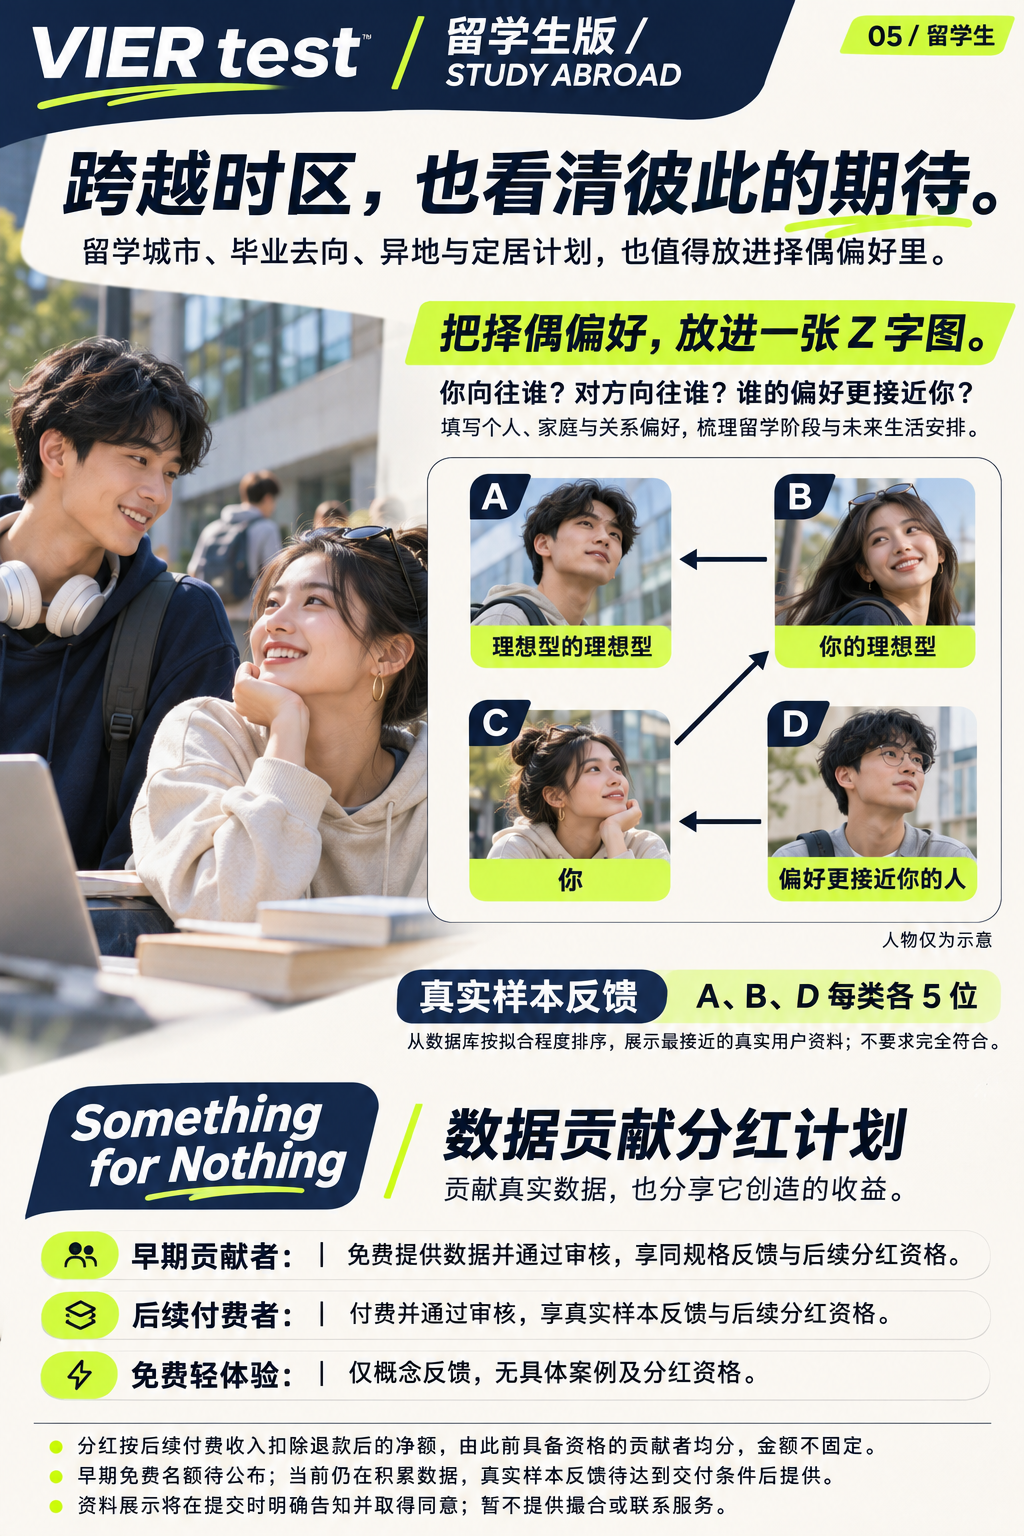 VIER test™
留学生版 /
STUDY ABROAD
05 / 留学生
跨越时区，也看清彼此的期待。
留学城市、毕业去向、异地与定居计划，也值得放进择偶偏好里。
把择偶偏好，放进一张 Z 字图。
你向往谁？对方向往谁？谁的偏好更接近你？
填写个人、家庭与关系偏好，梳理留学阶段与未来生活安排。
A
理想型的理想型
B
你的理想型
C
你
D
偏好更接近你的人
人物仅为示意
真实样本反馈
A、B、D 每类各 5 位
从数据库按拟合程度排序，展示最接近的真实用户资料；不要求完全符合。
Something
for Nothing
数据贡献分红计划
贡献真实数据，也分享它创造的收益。
早期贡献者：｜ 免费提供数据并通过审核，享同规格反馈与后续分红资格。
后续付费者：｜ 付费并通过审核，享真实样本反馈与后续分红资格。
免费轻体验：｜ 仅概念反馈，无具体案例及分红资格。
分红按后续付费收入扣除退款后的净额，由此前具备资格的贡献者均分，金额不固定。
早期免费名额待公布；当前仍在积累数据，真实样本反馈待达到交付条件后提供。
资料展示将在提交时明确告知并取得同意；暂不提供撮合或联系服务。